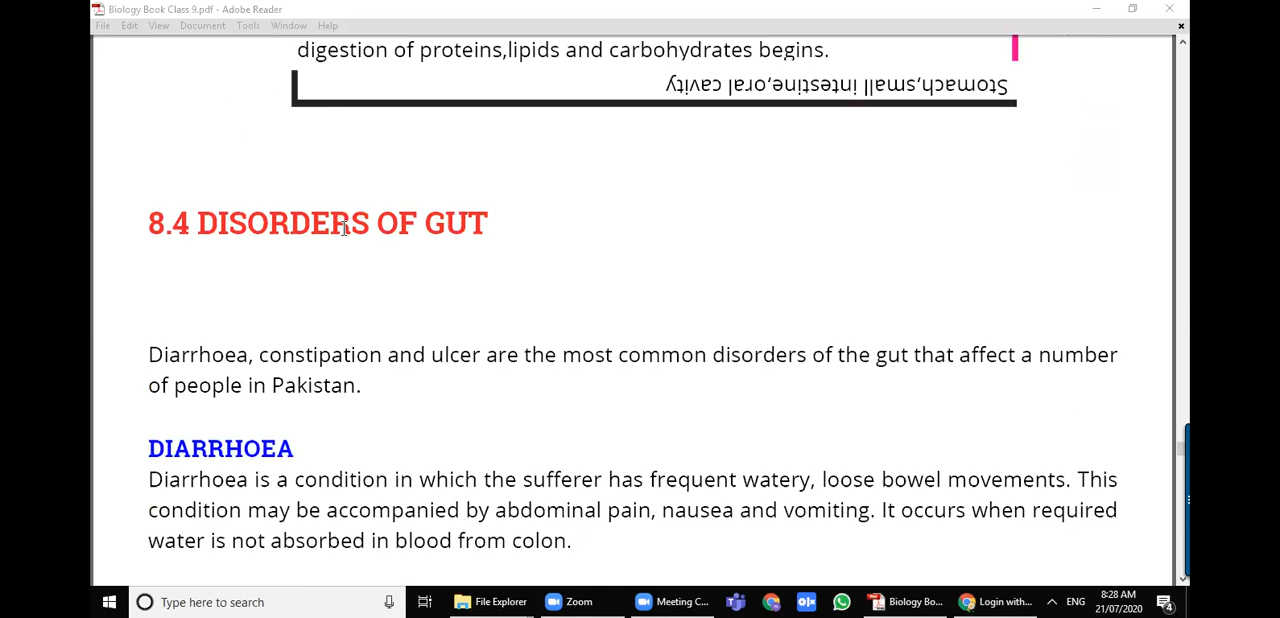 Biology Book Class 9.pdf - Adobe Reader
File Edit View Document Tools Window Help
digestion of proteins,lipids and carbohydrates begins.
Stomach,small intestine,oral cavity
8.4 DISORDERS OF GUT
Diarrhoea, constipation and ulcer are the most common disorders of the gut that affect a number
of people in Pakistan.
DIARRHOEA
Diarrhoea is a condition in which the sufferer has frequent watery, loose bowel movements. This
condition may be accompanied by abdominal pain, nausea and vomiting. It occurs when required
water is not absorbed in blood from colon.
Type here to search File Explorer Zoom Meeting C... Biology Bo... Login with... ENG 8:28 AM
21/07/2020 4